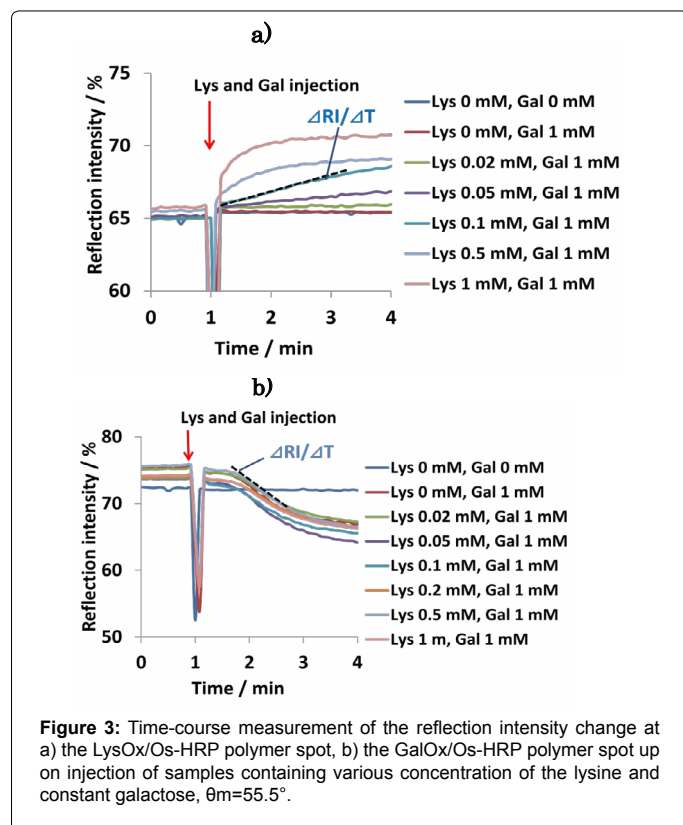 a)
75
70
65
60
Reflection intensity / %
Lys and Gal injection
⊿RI/⊿T
0 1 2 3 4
Time / min
Lys 0 mM, Gal 0 mM
Lys 0 mM, Gal 1 mM
Lys 0.02 mM, Gal 1 mM
Lys 0.05 mM, Gal 1 mM
Lys 0.1 mM, Gal 1 mM
Lys 0.5 mM, Gal 1 mM
Lys 1 mM, Gal 1 mM
b)
Lys and Gal injection
80
70
60
50
Reflection intensity / %
⊿RI/⊿T
0 1 2 3 4
Time / min
Lys 0 mM, Gal 0 mM
Lys 0 mM, Gal 1 mM
Lys 0.02 mM, Gal 1 mM
Lys 0.05 mM, Gal 1 mM
Lys 0.1 mM, Gal 1 mM
Lys 0.2 mM, Gal 1 mM
Lys 0.5 mM, Gal 1 mM
Lys 1 m, Gal 1 mM
Figure 3: Time-course measurement of the reflection intensity change at
a) the LysOx/Os-HRP polymer spot, b) the GalOx/Os-HRP polymer spot up
on injection of samples containing various concentration of the lysine and
constant galactose, θm=55.5°.